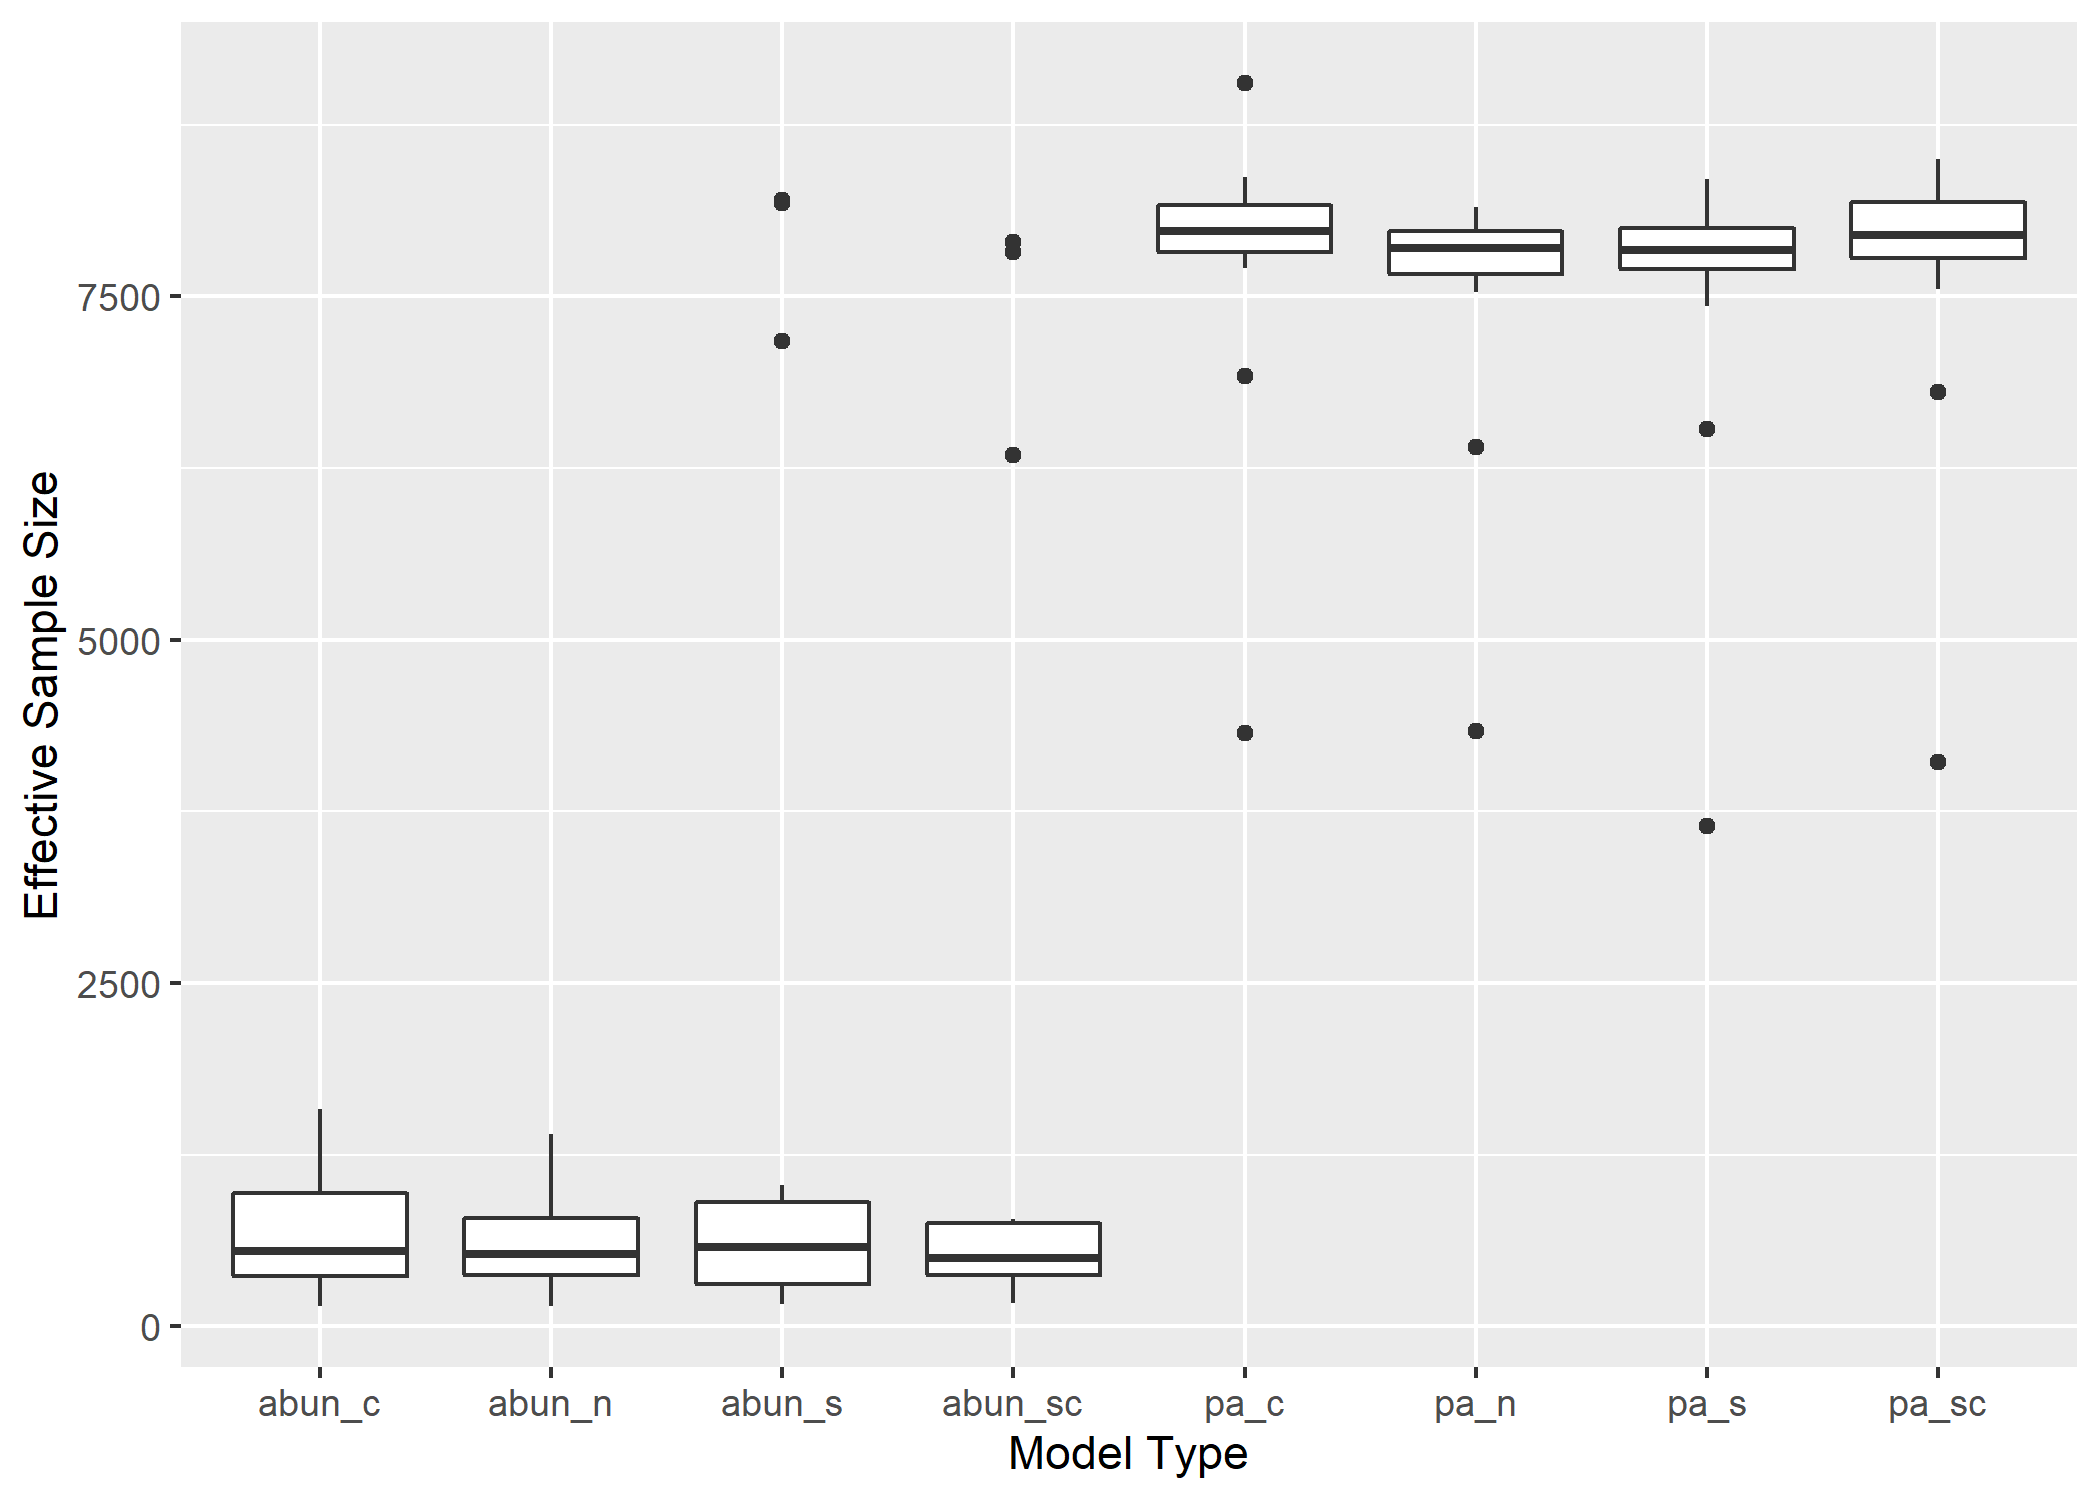 Effective Sample Size
7500
5000
2500
0
abun_c abun_n abun_s abun_sc pa_c pa_n pa_s pa_sc
Model Type